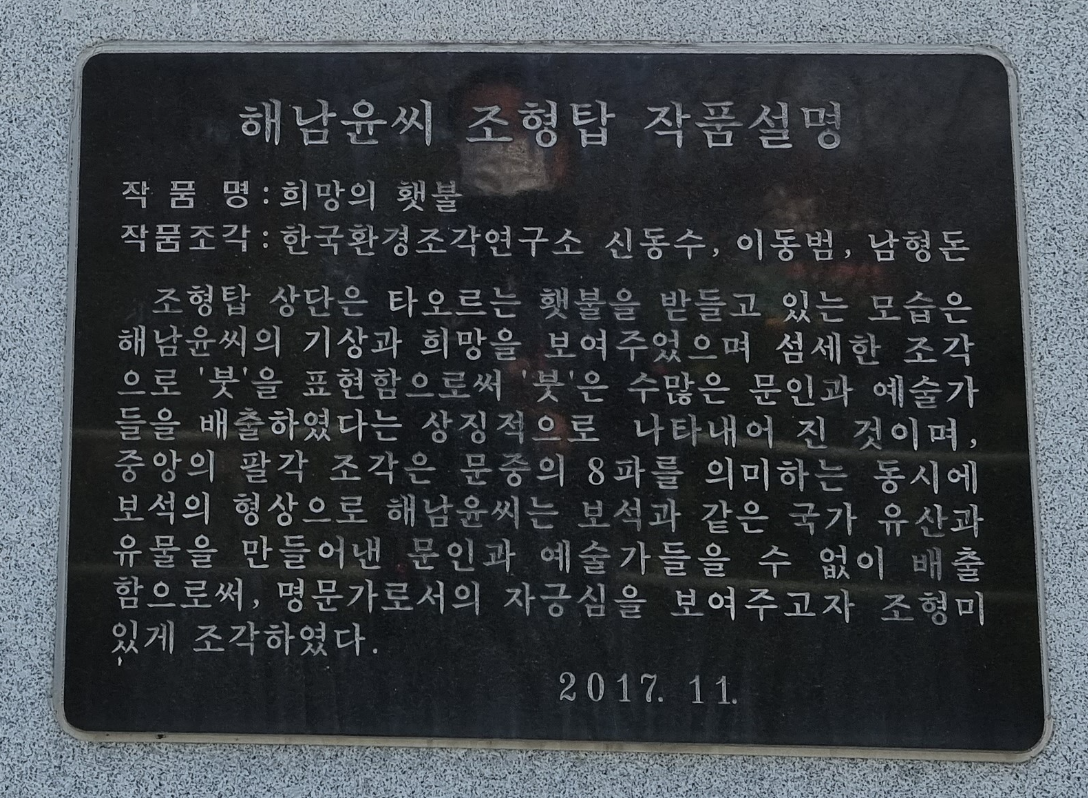 해남윤씨 조형탑 작품설명
작 품 명 : 희망의 횃불
작품조각 : 한국환경조각연구소 신동수, 이동범, 남형돈
조형탑 상단은 타오르는 횃불을 받들고 있는 모습은
해남윤씨의 기상과 희망을 보여주었으며 섬세한 조각
으로 '붓'을 표현함으로써 '붓'은 수많은 문인과 예술가
들을 배출하였다는 상징적으로 나타내어 진 것이며,
중앙의 팔각 조각은 문중의 8파를 의미하는 동시에
보석의 형상으로 해남윤씨는 보석과 같은 국가 유산과
유물을 만들어낸 문인과 예술가들을 수 없이 배출
함으로써, 명문가로서의 자긍심을 보여주고자 조형미
있게 조각하였다.
2017. 11.